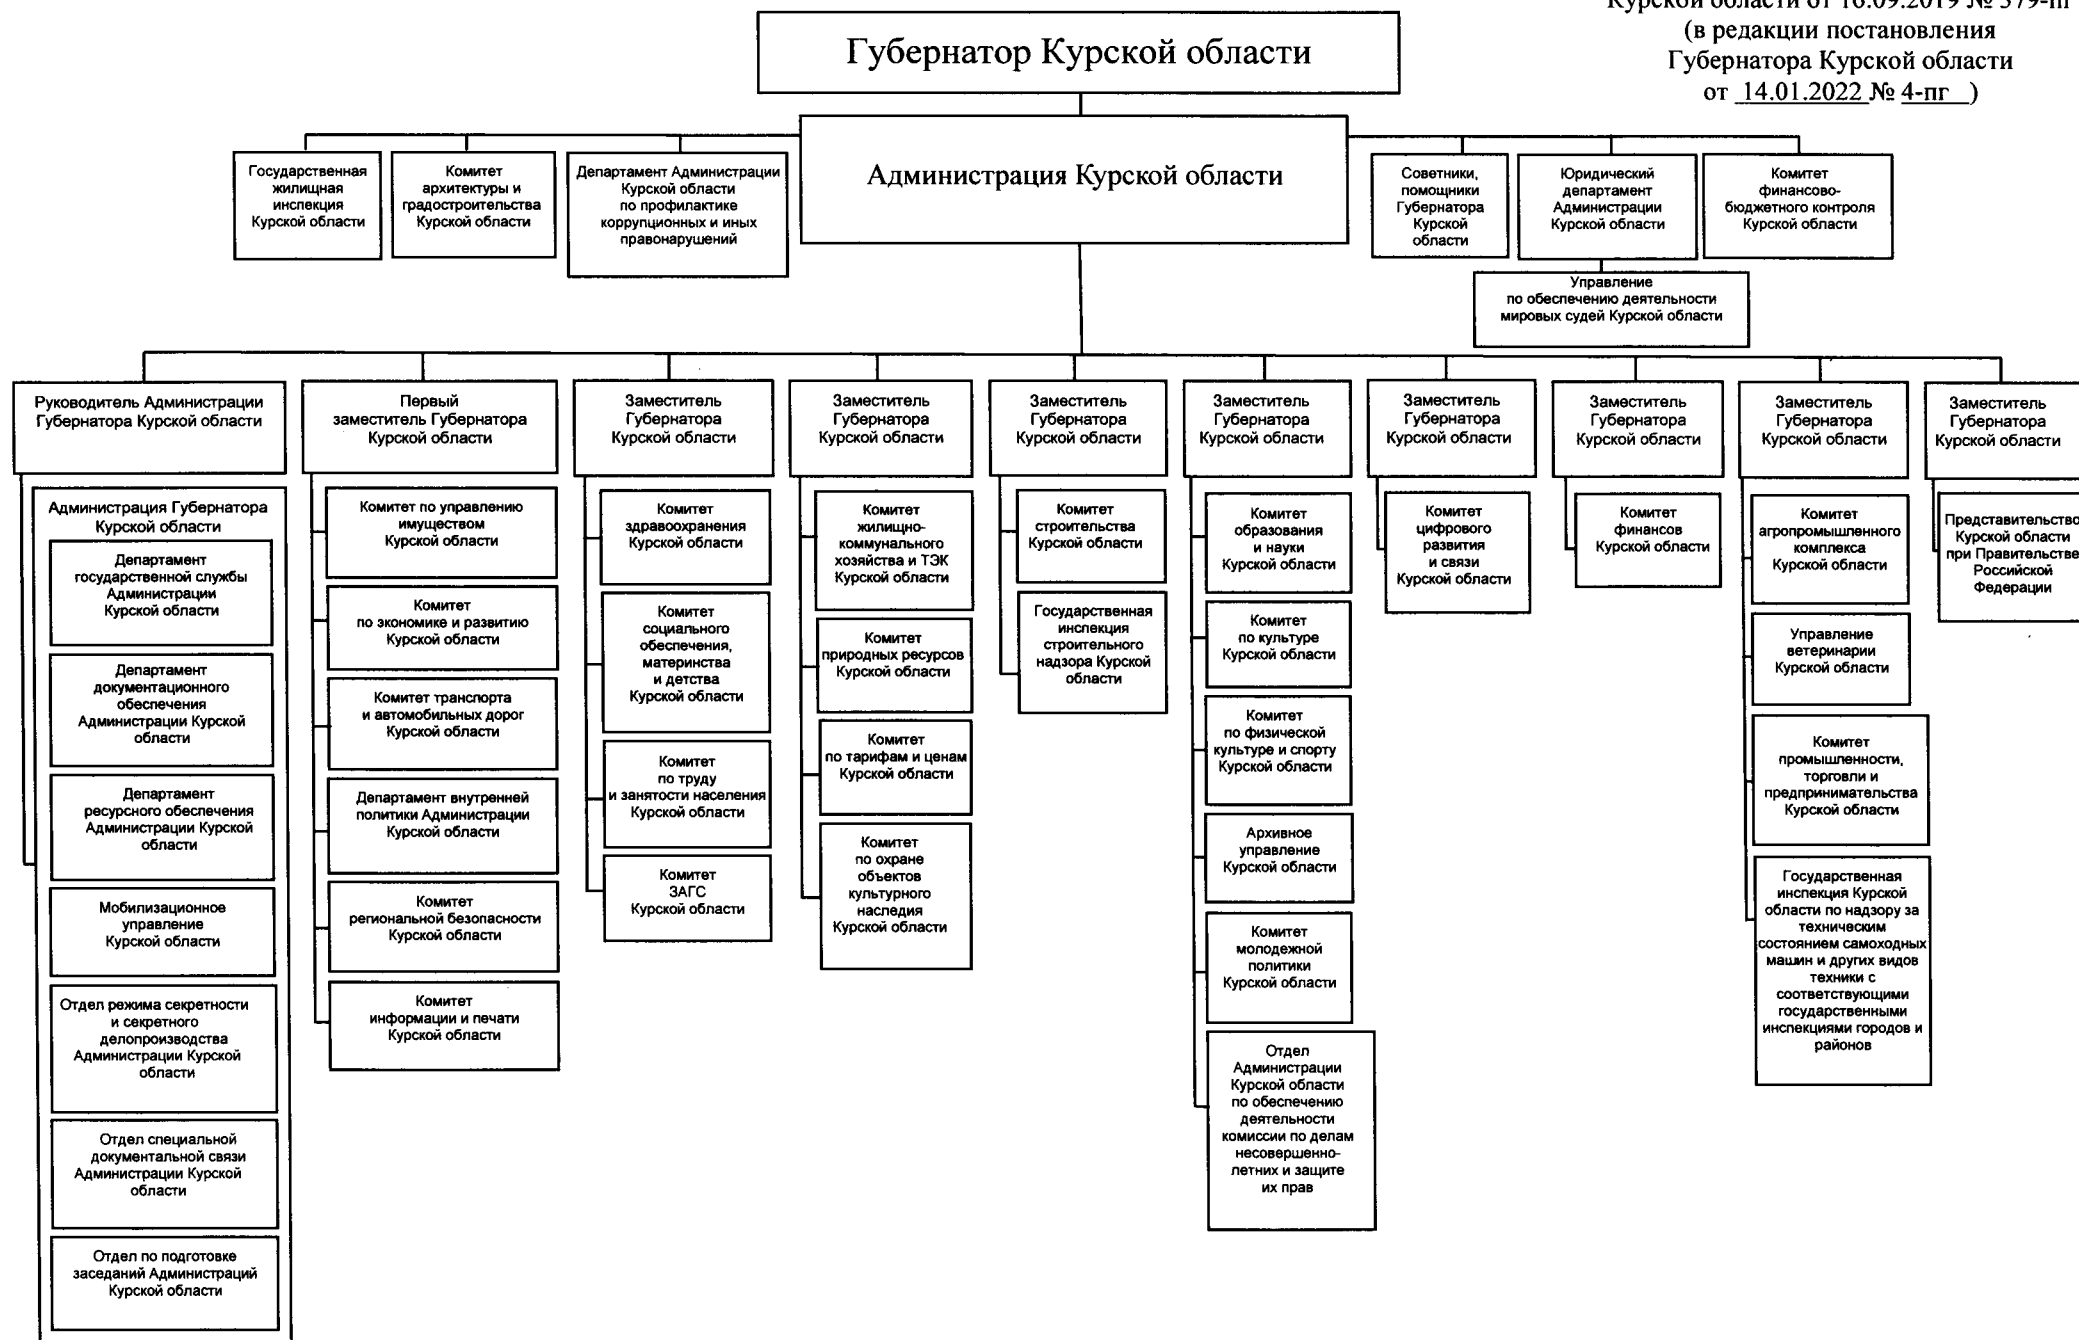 Курской области от 16.09.2019 № 379-пг
(в редакции постановления
Губернатора Курской области
от 14.01.2022 № 4-пг )
Губернатор Курской области
Администрация Курской области
Государственная
жилищная
инспекция
Курской области
Комитет
архитектуры и
градостроительства
Курской области
Департамент Администрации
Курской области
по профилактике
коррупционных и иных
правонарушений
Советники,
помощники
Губернатора
Курской
области
Юридический
департамент
Администрации
Курской области
Комитет
финансово-
бюджетного контроля
Курской области
Управление
по обеспечению деятельности
мировых судей Курской области
Руководитель Администрации
Губернатора Курской области
Администрация Губернатора
Курской области
Департамент
государственной службы
Администрации
Курской области
Департамент
документационного
обеспечения
Администрации Курской
области
Департамент
ресурсного обеспечения
Администрации Курской
области
Мобилизационное
управление
Курской области
Отдел режима секретности
и секретного
делопроизводства
Администрации Курской
области
Отдел специальной
документальной связи
Администрации Курской
области
Отдел по подготовке
заседаний Администраций
Курской области
Первый
заместитель Губернатора
Курской области
Комитет по управлению
имуществом
Курской области
Комитет
по экономике и развитию
Курской области
Комитет транспорта
и автомобильных дорог
Курской области
Департамент внутренней
политики Администрации
Курской области
Комитет
региональной безопасности
Курской области
Комитет
информации и печати
Курской области
Заместитель
Губернатора
Курской области
Комитет
здравоохранения
Курской области
Комитет
социального
обеспечения,
материнства
и детства
Курской области
Комитет
по труду
и занятости населения
Курской области
Комитет
ЗАГС
Курской области
Заместитель
Губернатора
Курской области
Комитет
жилищно-
коммунального
хозяйства и ТЭК
Курской области
Комитет
природных ресурсов
Курской области
Комитет
по тарифам и ценам
Курской области
Комитет
по охране
объектов
культурного
наследия
Курской области
Заместитель
Губернатора
Курской области
Комитет
строительства
Курской области
Государственная
инспекция
строительного
надзора Курской
области
Заместитель
Губернатора
Курской области
Комитет
образования
и науки
Курской области
Комитет
по культуре
Курской области
Комитет
по физической
культуре и спорту
Курской области
Архивное
управление
Курской области
Комитет
молодежной
политики
Курской области
Отдел
Администрации
Курской области
по обеспечению
деятельности
комиссии по делам
несовершенно-
летних и защите
их прав
Заместитель
Губернатора
Курской области
Комитет
цифрового
развития
и связи
Курской области
Заместитель
Губернатора
Курской области
Комитет
финансов
Курской области
Заместитель
Губернатора
Курской области
Комитет
агропромышленного
комплекса
Курской области
Управление
ветеринарии
Курской области
Комитет
промышленности,
торговли и
предпринимательства
Курской области
Государственная
инспекция Курской
области по надзору за
техническим
состоянием самоходных
машин и других видов
техники с
соответствующими
государственными
инспекциями городов и
районов
Заместитель
Губернатора
Курской области
Представительство
Курской области
при Правительстве
Российской
Федерации